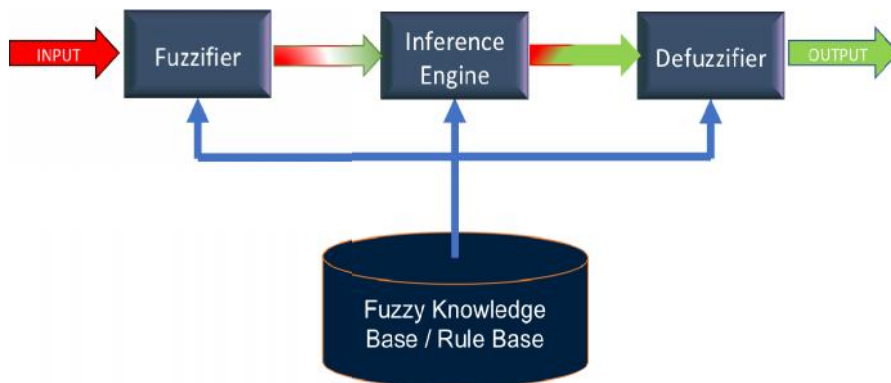 INPUT
Fuzzifier
Inference
Engine
Defuzzifier
OUTPUT
Fuzzy Knowledge
Base / Rule Base